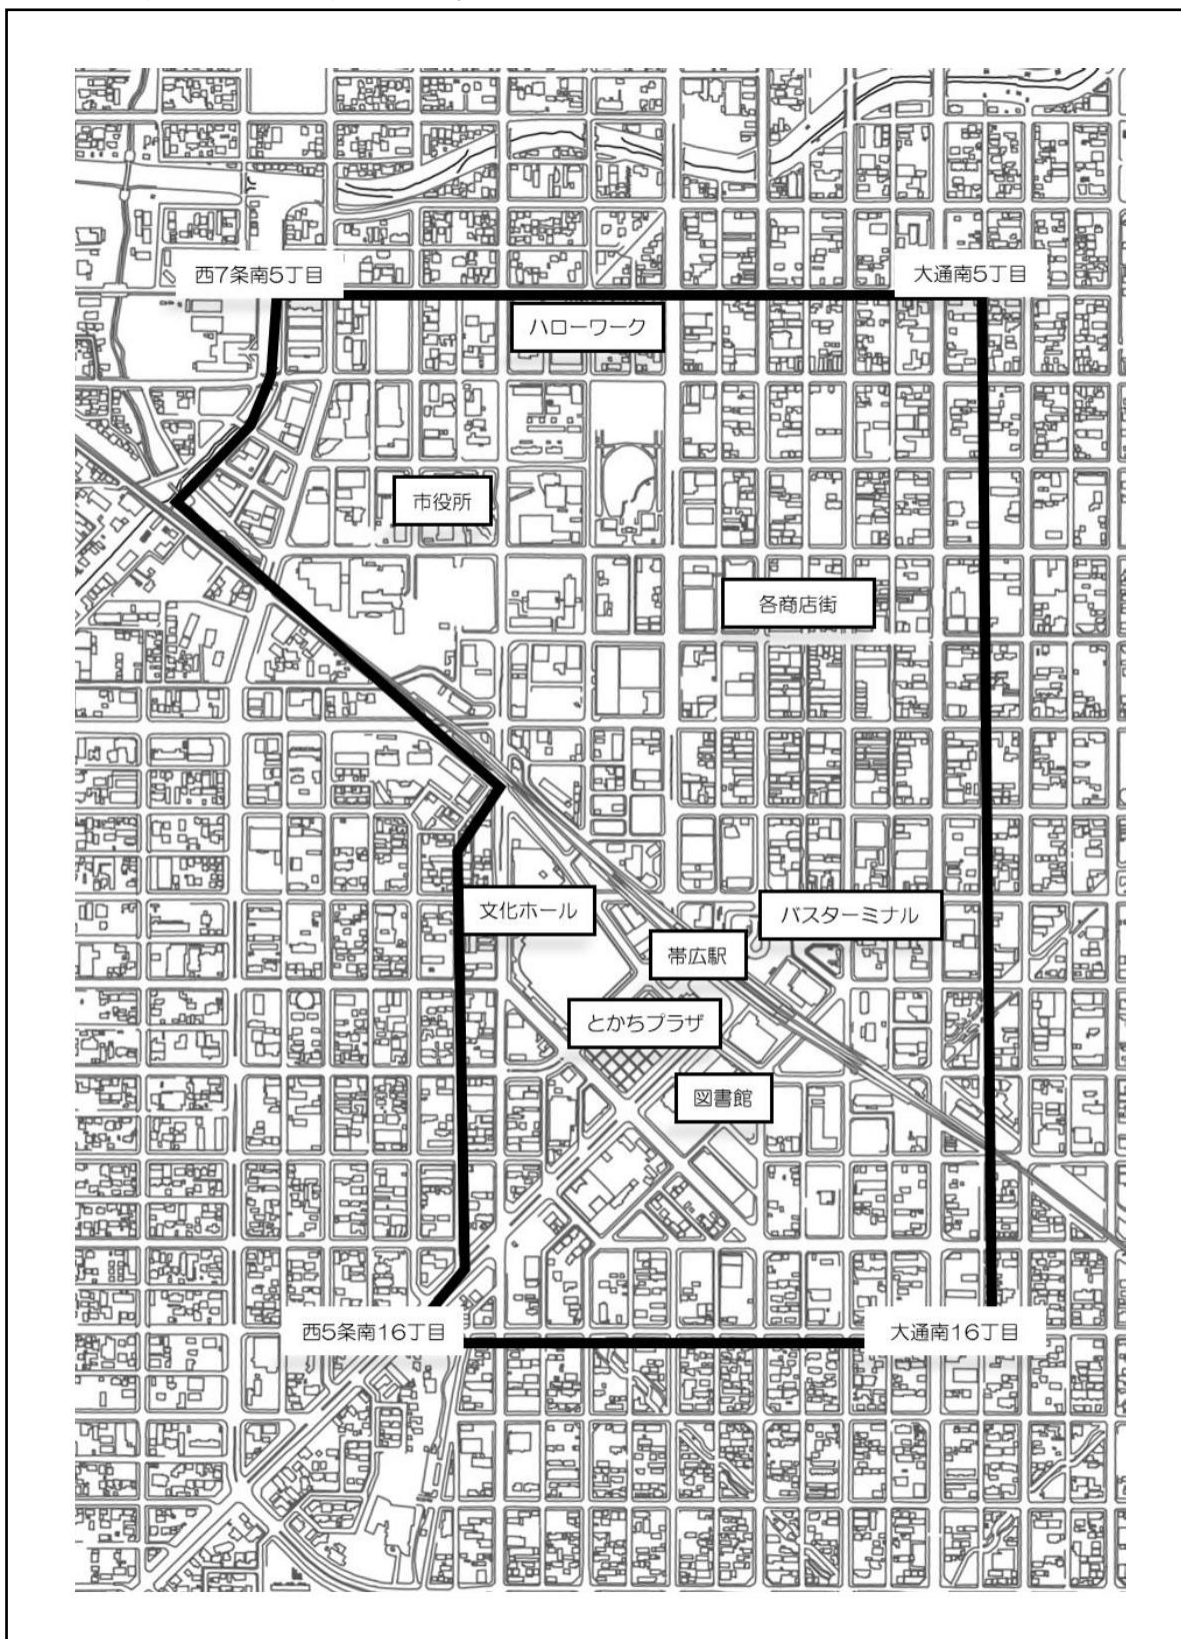 西7条南5丁目
大通南5丁目
ハローワーク
市役所
各商店街
文化ホール
バスターミナル
帯広駅
とかちプラザ
図書館
西5条南16丁目
大通南16丁目